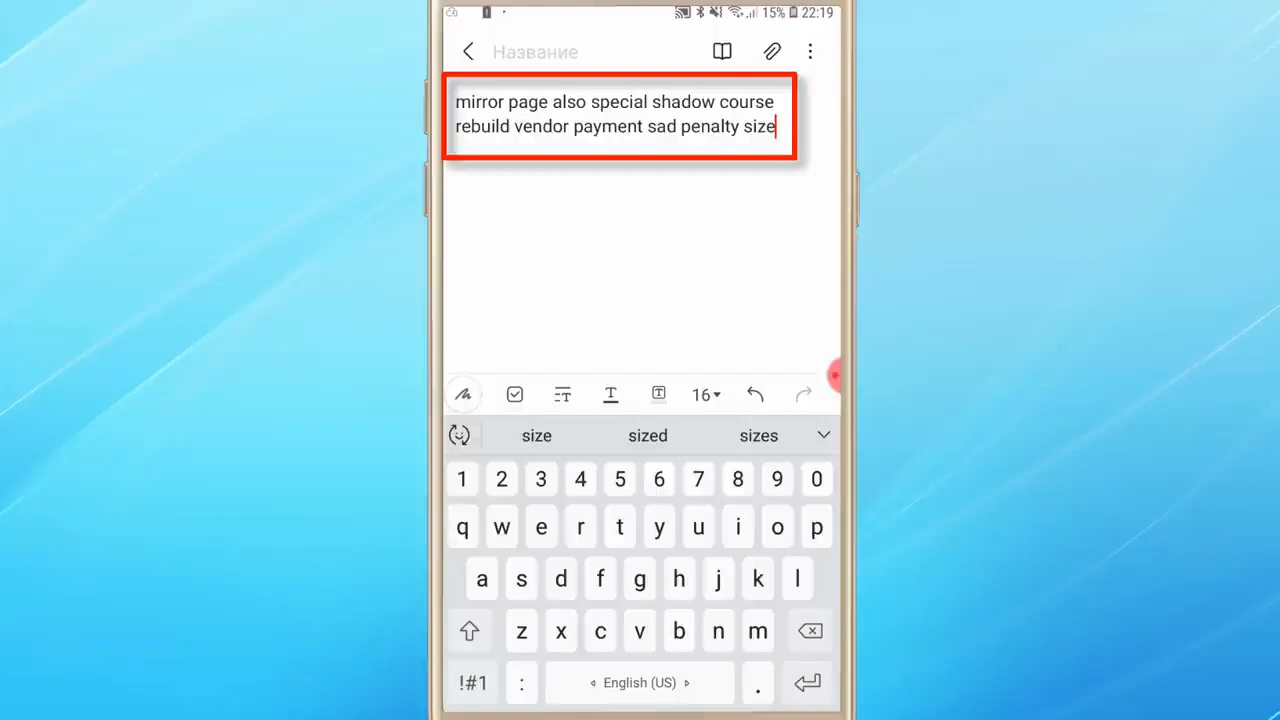 15% 22:19
Название
mirror page also special shadow course
rebuild vendor payment sad penalty size
16
size sized sizes
1 2 3 4 5 6 7 8 9 0
q w e r t y u i o p
a s d f g h j k l
z x c v b n m
!#1 : English (US) .